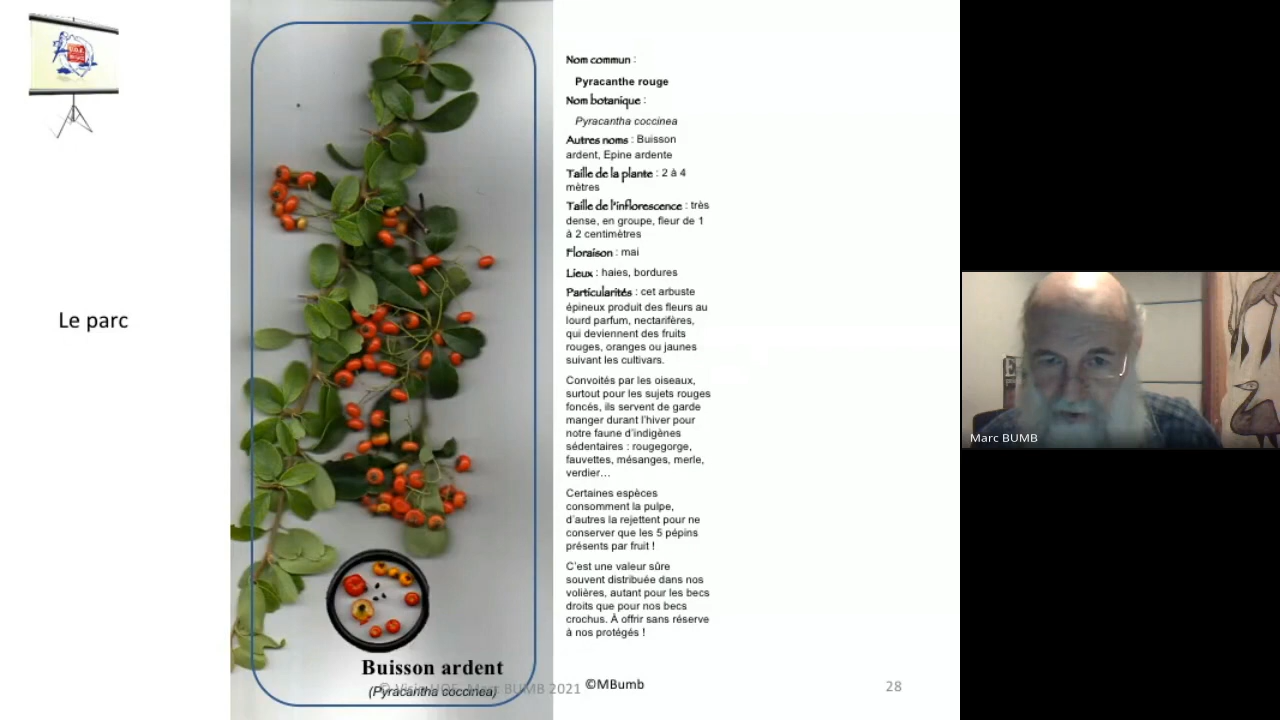 Le parc
Nom commun :
Pyracanthe rouge
Nom botanique :
Pyracantha coccinea
Autres noms : Buisson
ardent, Epine ardente
Taille de la plante : 2 à 4
mètres
Taille de l'inflorescence : très
dense, en groupe, fleur de 1
à 2 centimètres
Floraison : mai
Lieux : haies, bordures
Particularités : cet arbuste
épineux produit des fleurs au
lourd parfum, nectarifères,
qui deviennent des fruits
rouges, oranges ou jaunes
suivant les cultivars.
Convoités par les oiseaux,
surtout pour les sujets rouges
foncés, ils servent de garde
manger durant l'hiver pour
notre faune d'indigènes
sédentaires : rougegorge,
fauvettes, mésanges, merle,
verdier…
Certaines espèces
consomment la pulpe,
d'autres la rejettent pour ne
conserver que les 5 pépins
présents par fruit !
C'est une valeur sûre
souvent distribuée dans nos
volières, autant pour les becs
droits que pour nos becs
crochus. À offrir sans réserve
à nos protégés !
Buisson ardent
(Pyracantha coccinea)
Marc BUMB 2021
©MBumb
28
Marc BUMB